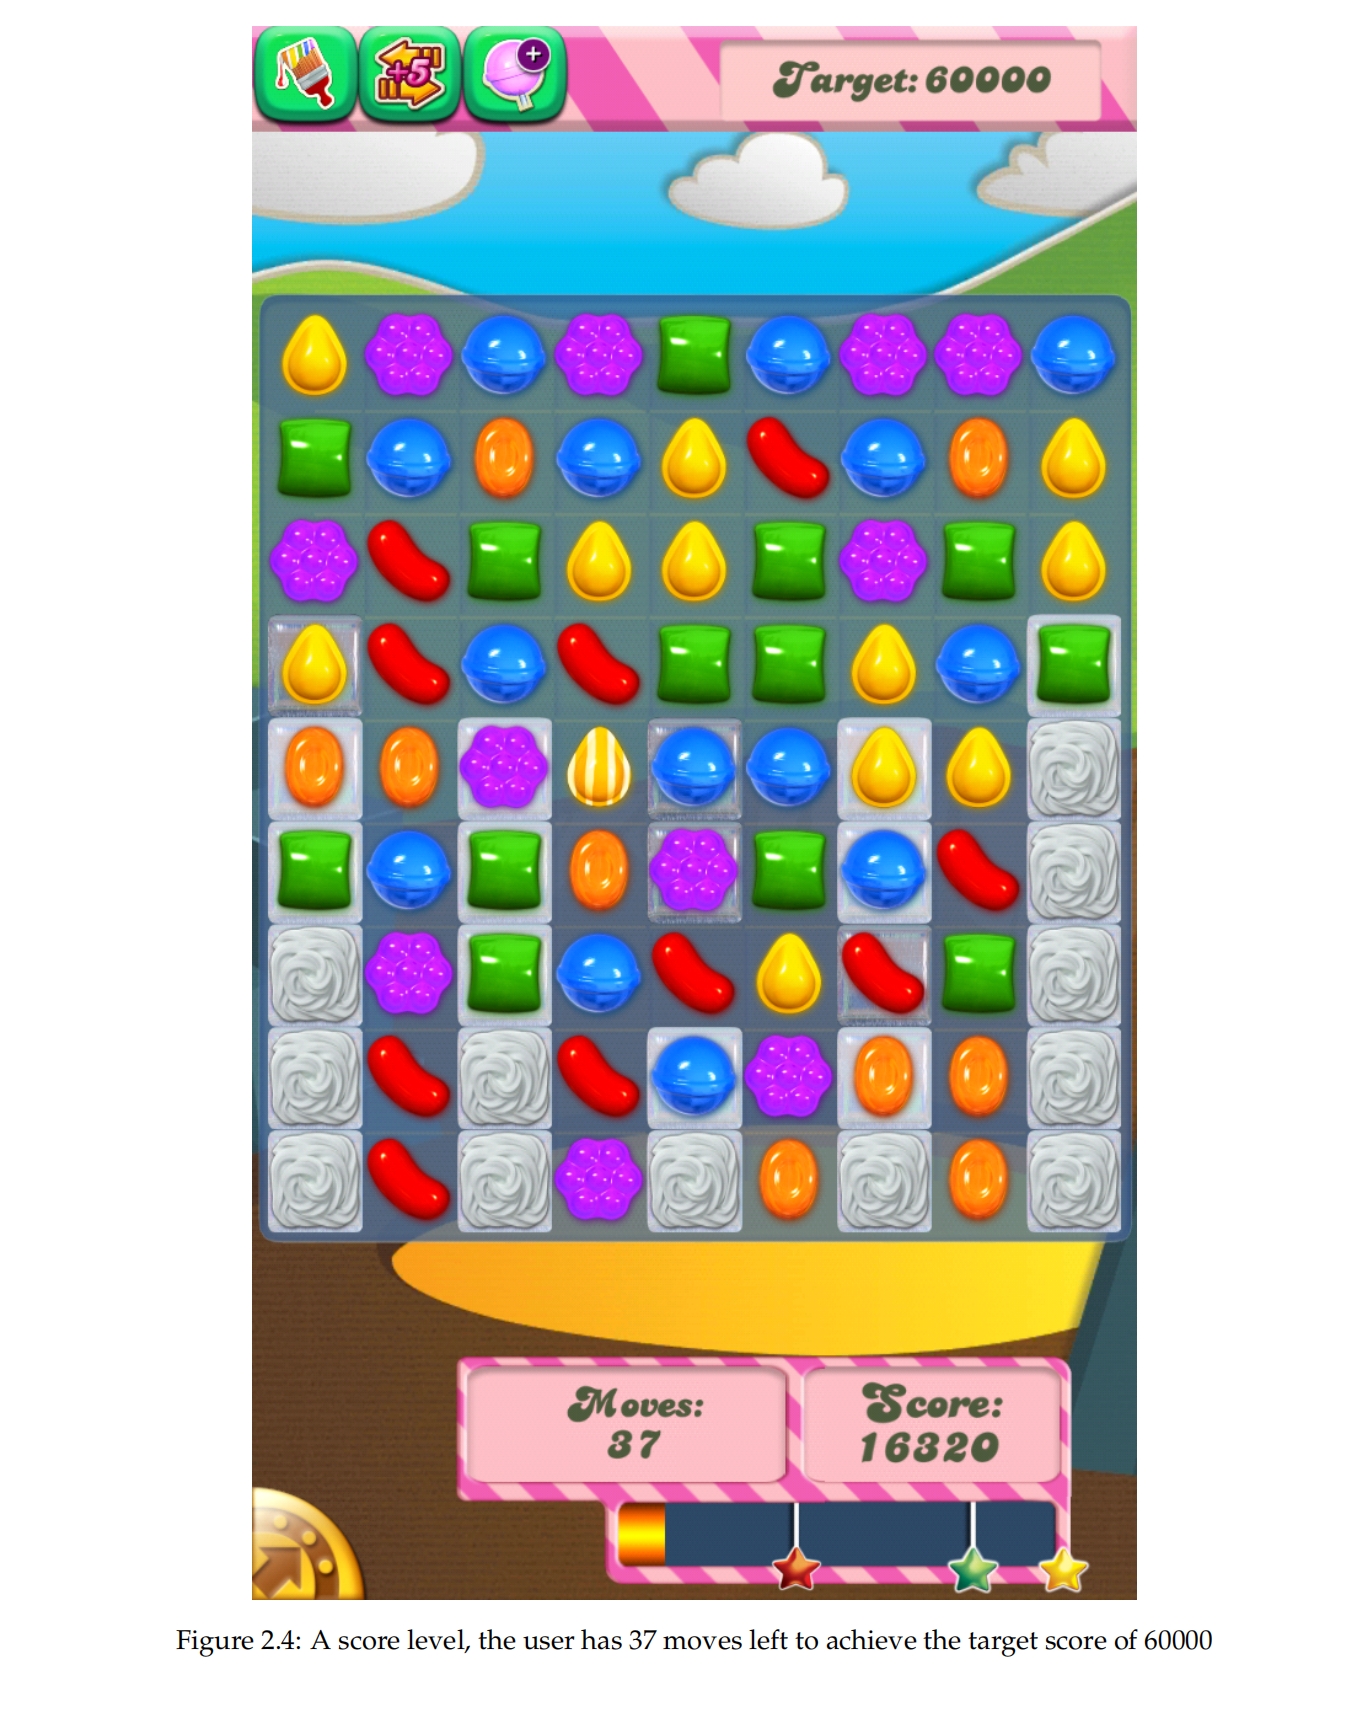 +5
+
Target: 60000
Moves:
37
Score:
16320
Figure 2.4: A score level, the user has 37 moves left to achieve the target score of 60000